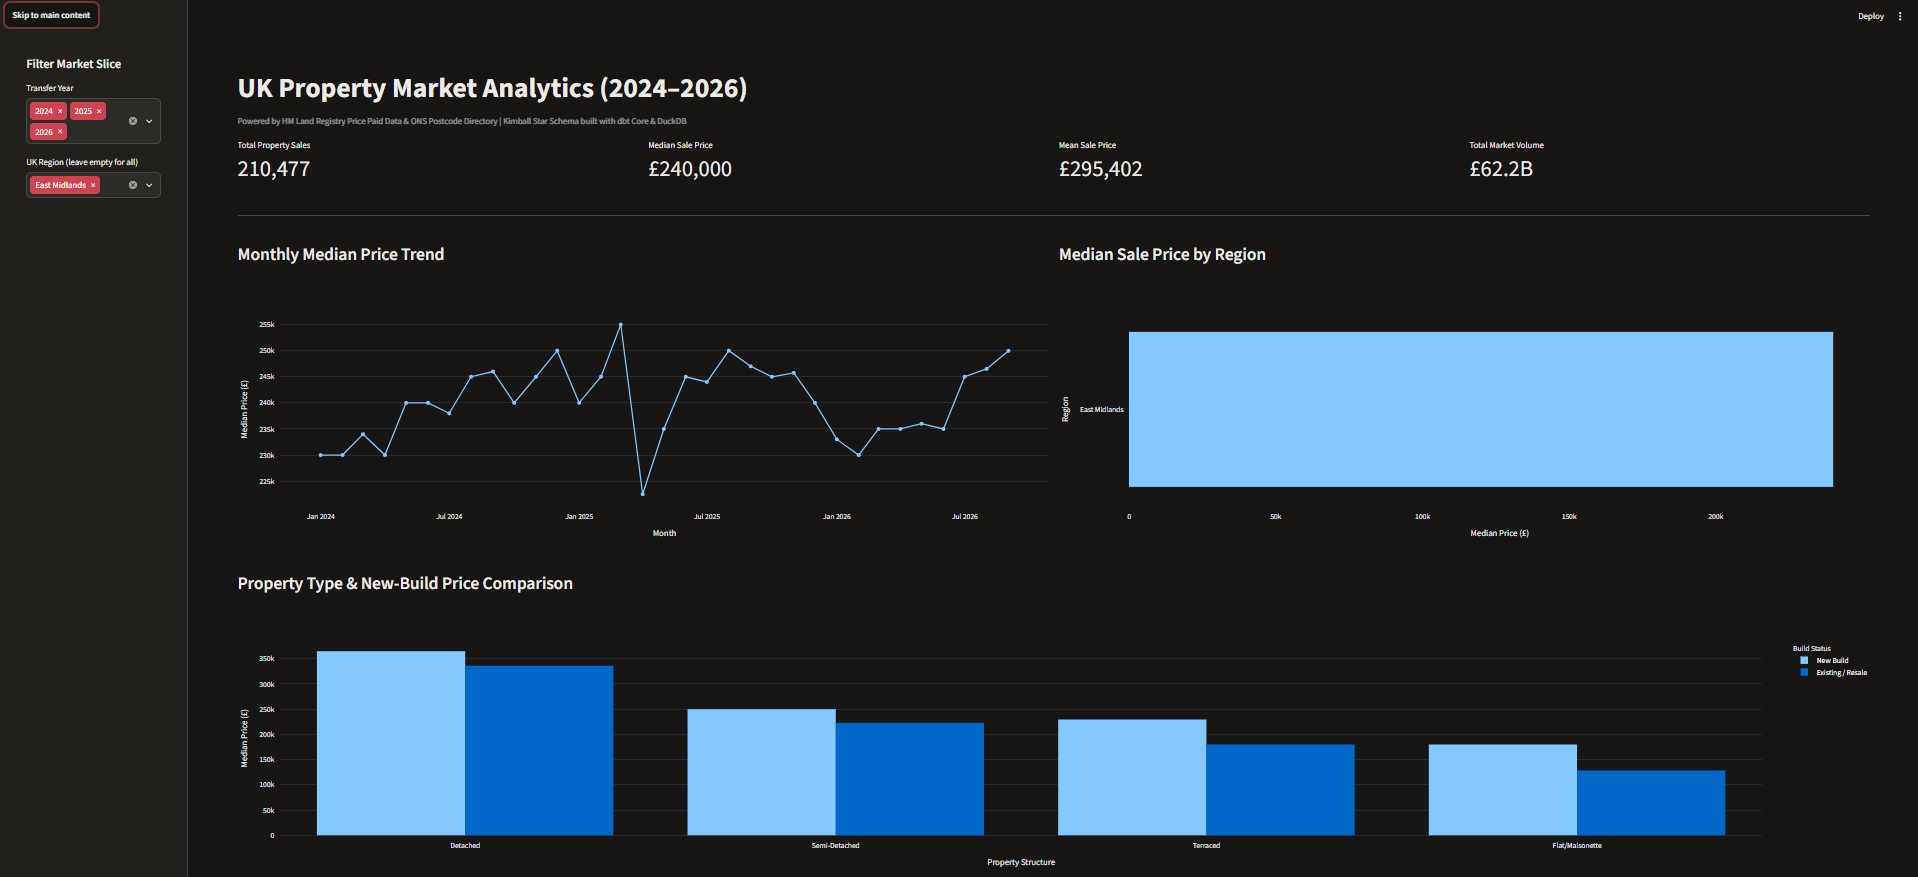 Skip to main content
Deploy
Filter Market Slice
Transfer Year
2024 × 2025 ×
2026 ×
UK Region (leave empty for all)
East Midlands ×
UK Property Market Analytics (2024–2026)
Powered by HM Land Registry Price Paid Data & ONS Postcode Directory | Kimball Star Schema built with dbt Core & DuckDB
Total Property Sales
210,477
Median Sale Price
£240,000
Mean Sale Price
£295,402
Total Market Volume
£62.2B
Monthly Median Price Trend
Median Price (£)
255k
250k
245k
240k
235k
230k
225k
Jan 2024 Jul 2024 Jan 2025 Jul 2025 Jan 2026 Jul 2026
Month
Median Sale Price by Region
Region
East Midlands
0 50k 100k 150k 200k
Median Price (£)
Property Type & New-Build Price Comparison
Median Price (£)
350k
300k
250k
200k
150k
100k
50k
0
Detached Semi-Detached Terraced Flat/Maisonette
Property Structure
Build Status
New Build
Existing / Resale